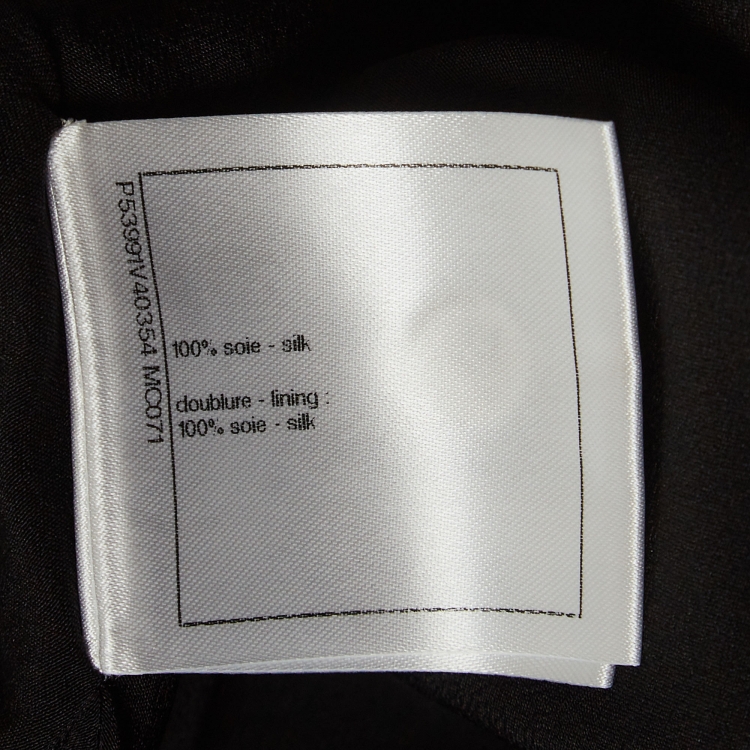 P53991V40354 MC071
100% soie - silk
doublure - lining :
100% soie - silk